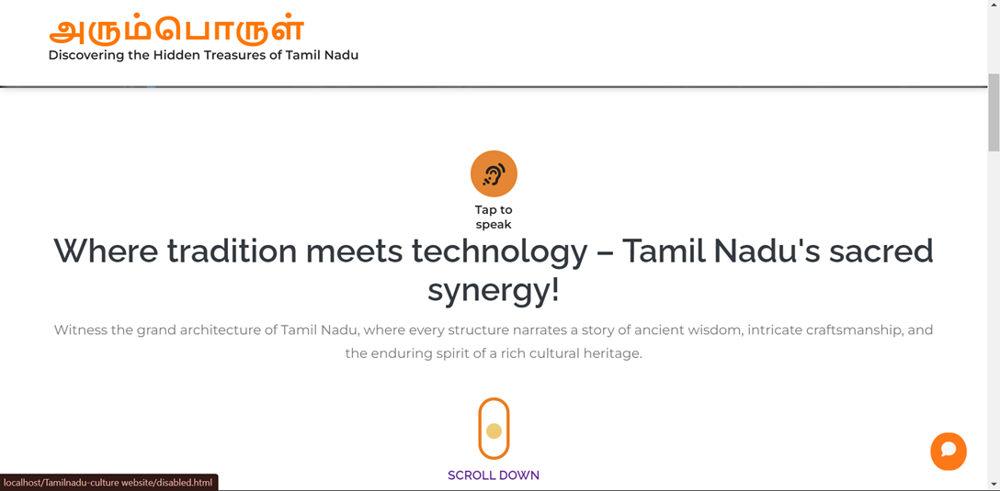 அரும்பொருள்
Discovering the Hidden Treasures of Tamil Nadu
Tap to
speak
Where tradition meets technology – Tamil Nadu's sacred
synergy!
Witness the grand architecture of Tamil Nadu, where every structure narrates a story of ancient wisdom, intricate craftsmanship, and
the enduring spirit of a rich cultural heritage.
SCROLL DOWN
localhost/Tamilnadu-culture website/disabled.html